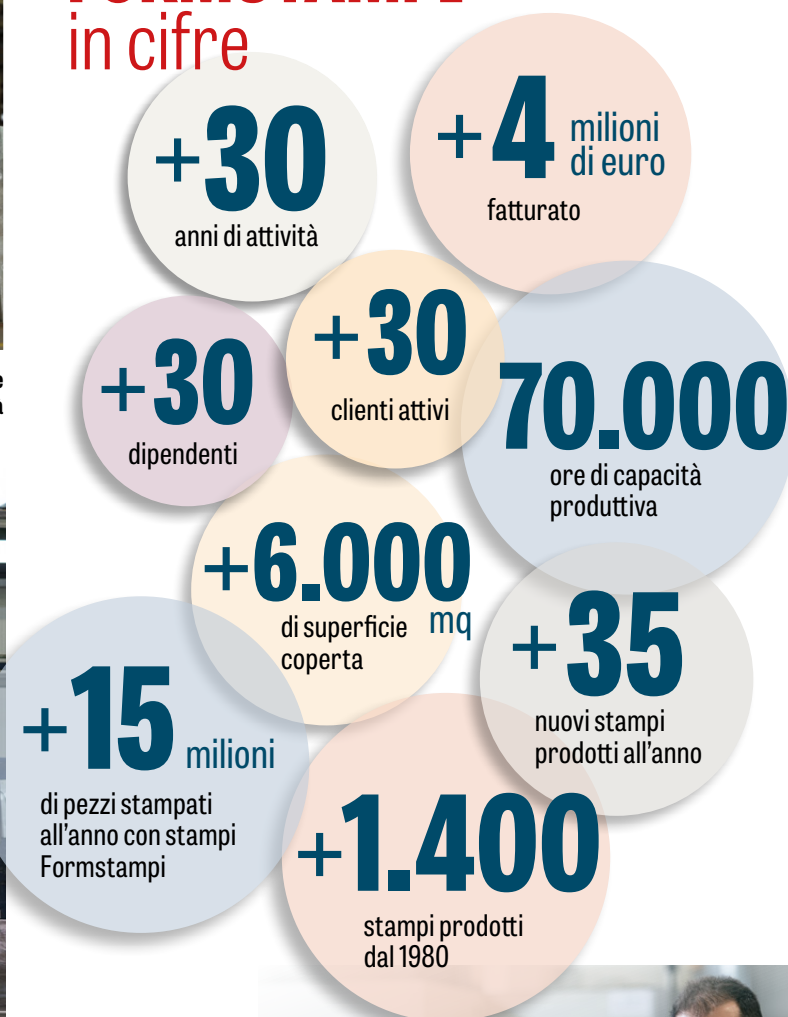 FORMSTAMPI
in cifre
+30
anni di attività
+4 milioni
di euro
fatturato
+30
dipendenti
+30
clienti attivi
70.000
ore di capacità
produttiva
+6.000
mq
di superficie
coperta
+35
nuovi stampi
prodotti all'anno
+15 milioni
di pezzi stampati
all'anno con stampi
Formstampi
+1.400
stampi prodotti
dal 1980